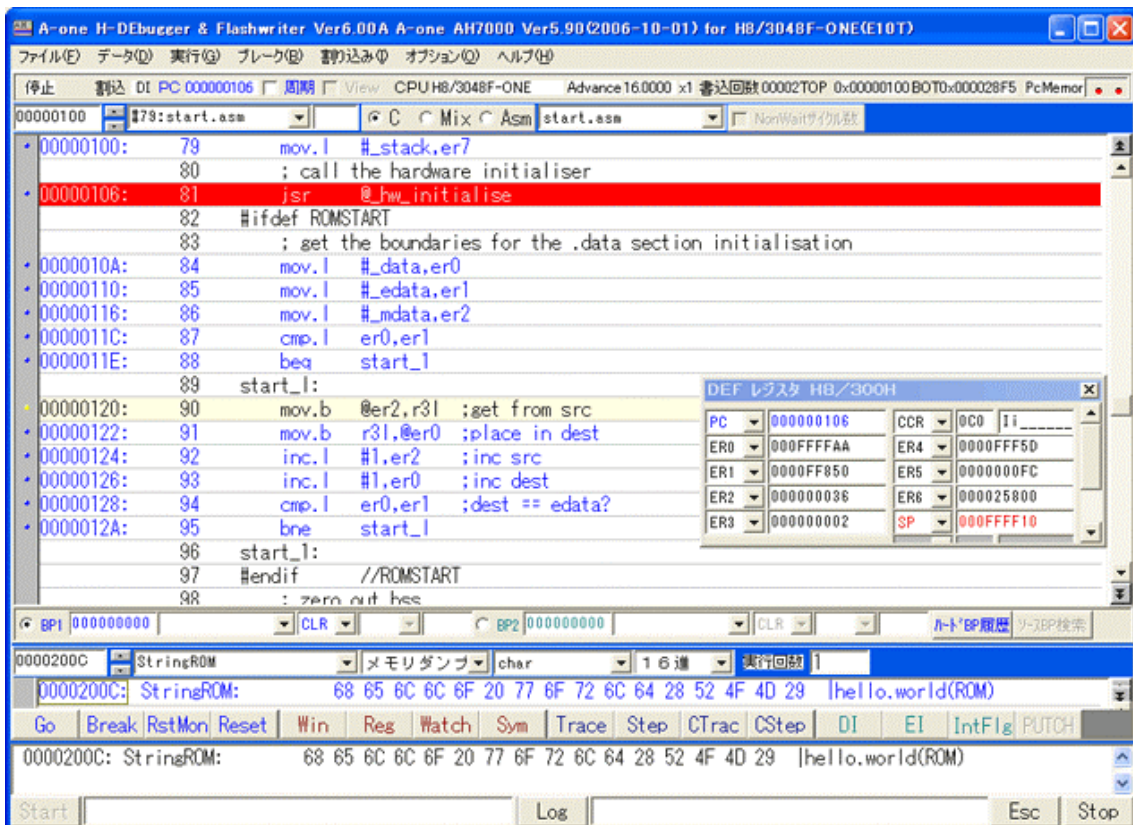 A-one H-DEbugger & Flashwriter Ver6.00A A-one AH7000 Ver5.90(2006-10-01) for H8/3048F-ONE(E10T)
ファイル(F) データ(D) 実行(G) ブレーク(B) 割り込み(I) オプション(O) ヘルプ(H)
停止 割込 DI PC 000000106 周期 View CPU H8/3048F-ONE Advance 16.0000 x1 書込回数 00002 TOP 0x00000100 BOT 0x000028F5 PcMemor
00000100 #79:start.asm C Mix Asm start.asm NonWaitサイクル数
00000100: 79 mov.l #_stack,er7
80 ; call the hardware initialiser
00000106: 81 jsr @_hw_initialise
82 #ifdef ROMSTART
83 ; get the boundaries for the .data section initialisation
0000010A: 84 mov.l #_data,er0
00000110: 85 mov.l #_edata,er1
00000116: 86 mov.l #_mdata,er2
0000011C: 87 cmp.l er0,er1
0000011E: 88 beq start_1
89 start_l:
00000120: 90 mov.b @er2,r3l ;get from src
00000122: 91 mov.b r3l,@er0 ;place in dest
00000124: 92 inc.l #1,er2 ;inc src
00000126: 93 inc.l #1,er0 ;inc dest
00000128: 94 cmp.l er0,er1 ;dest == edata?
0000012A: 95 bne start_l
96 start_1:
97 #endif //ROMSTART
98 ; zero out bss
DEF レジスタ H8/300H
PC 000000106 CCR 0C0 Ii______
ER0 000FFFFAA ER4 0000FFF5D
ER1 0000FF850 ER5 0000000FC
ER2 000000036 ER6 000025800
ER3 000000002 SP 000FFFF10
BP1 000000000 CLR BP2 000000000 CLR ハードBP履歴 ソースBP検索
0000200C StringROM メモリダンプ char 16進 実行回数 1
0000200C: StringROM: 68 65 6C 6C 6F 20 77 6F 72 6C 64 28 52 4F 4D 29 |hello.world(ROM)
Go Break RstMon Reset Win Reg Watch Sym Trace Step CTrac CStep DI EI IntFlg PUTCH
0000200C: StringROM: 68 65 6C 6C 6F 20 77 6F 72 6C 64 28 52 4F 4D 29 |hello.world(ROM)
Start Log Esc Stop